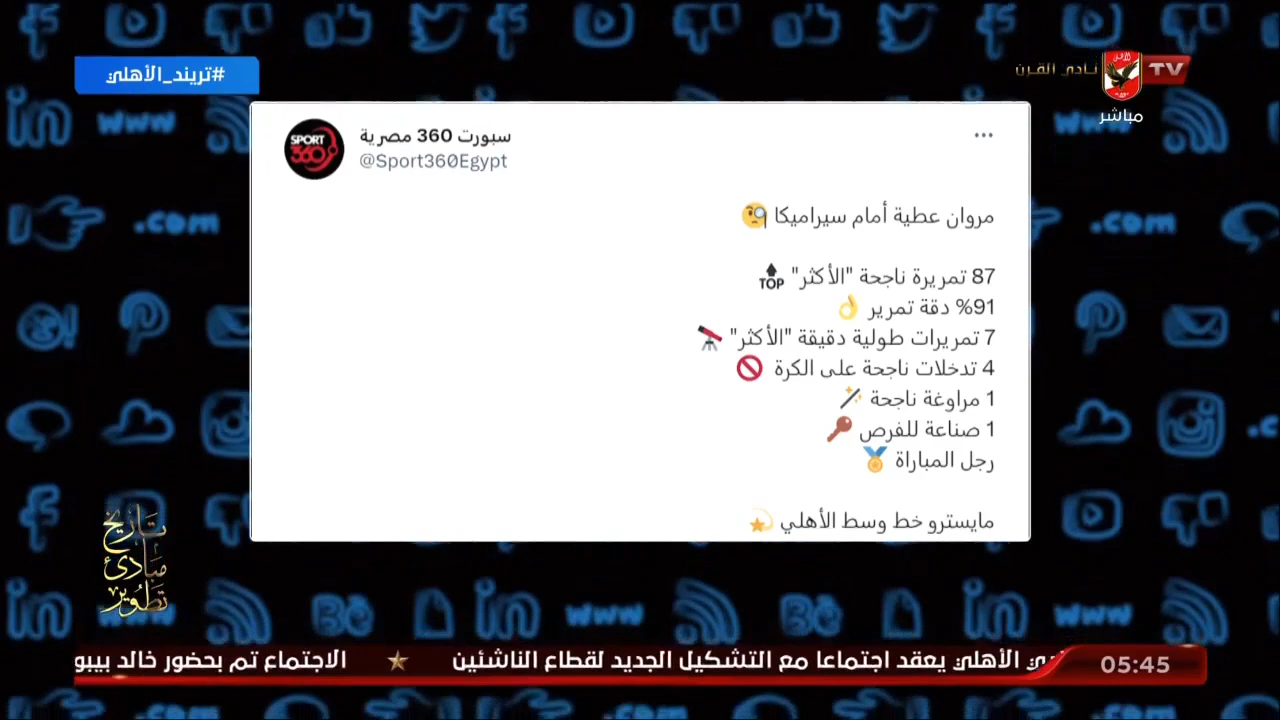 #تريند_الأهلي
نادي القرن
TV
مباشر
SPORT 360
سبورت 360 مصرية
@Sport360Egypt
مروان عطية أمام سيراميكا 🧐
87 تمريرة ناجحة "الأكثر" 🔝
91% دقة تمرير 👌
7 تمريرات طولية دقيقة "الأكثر" 🔭
4 تدخلات ناجحة على الكرة 🚫
1 مراوغة ناجحة 🪄
1 صناعة للفرص 🔑
رجل المباراة 🏅
مايسترو خط وسط الأهلي 💫
تاريخ
مبادئ
تطوير
الأهلي يعقد اجتماعا مع التشكيل الجديد لقطاع الناشئين ★ الاجتماع تم بحضور خالد بيبو
05:45